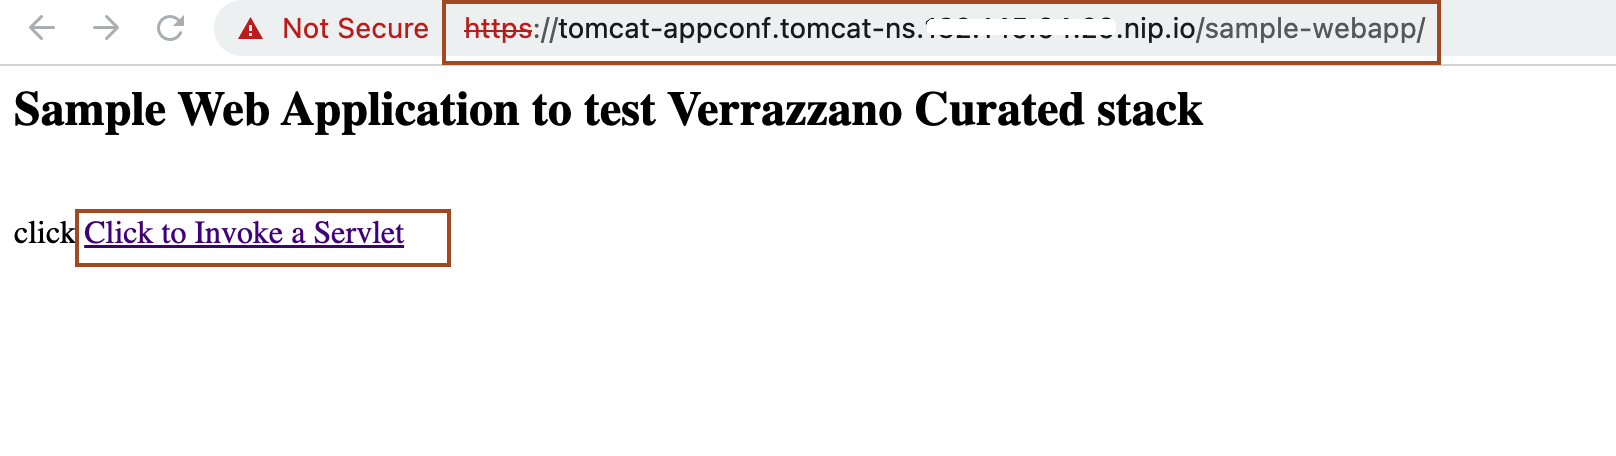 Not Secure https://tomcat-appconf.tomcat-ns. .nip.io/sample-webapp/
Sample Web Application to test Verrazzano Curated stack
click Click to Invoke a Servlet